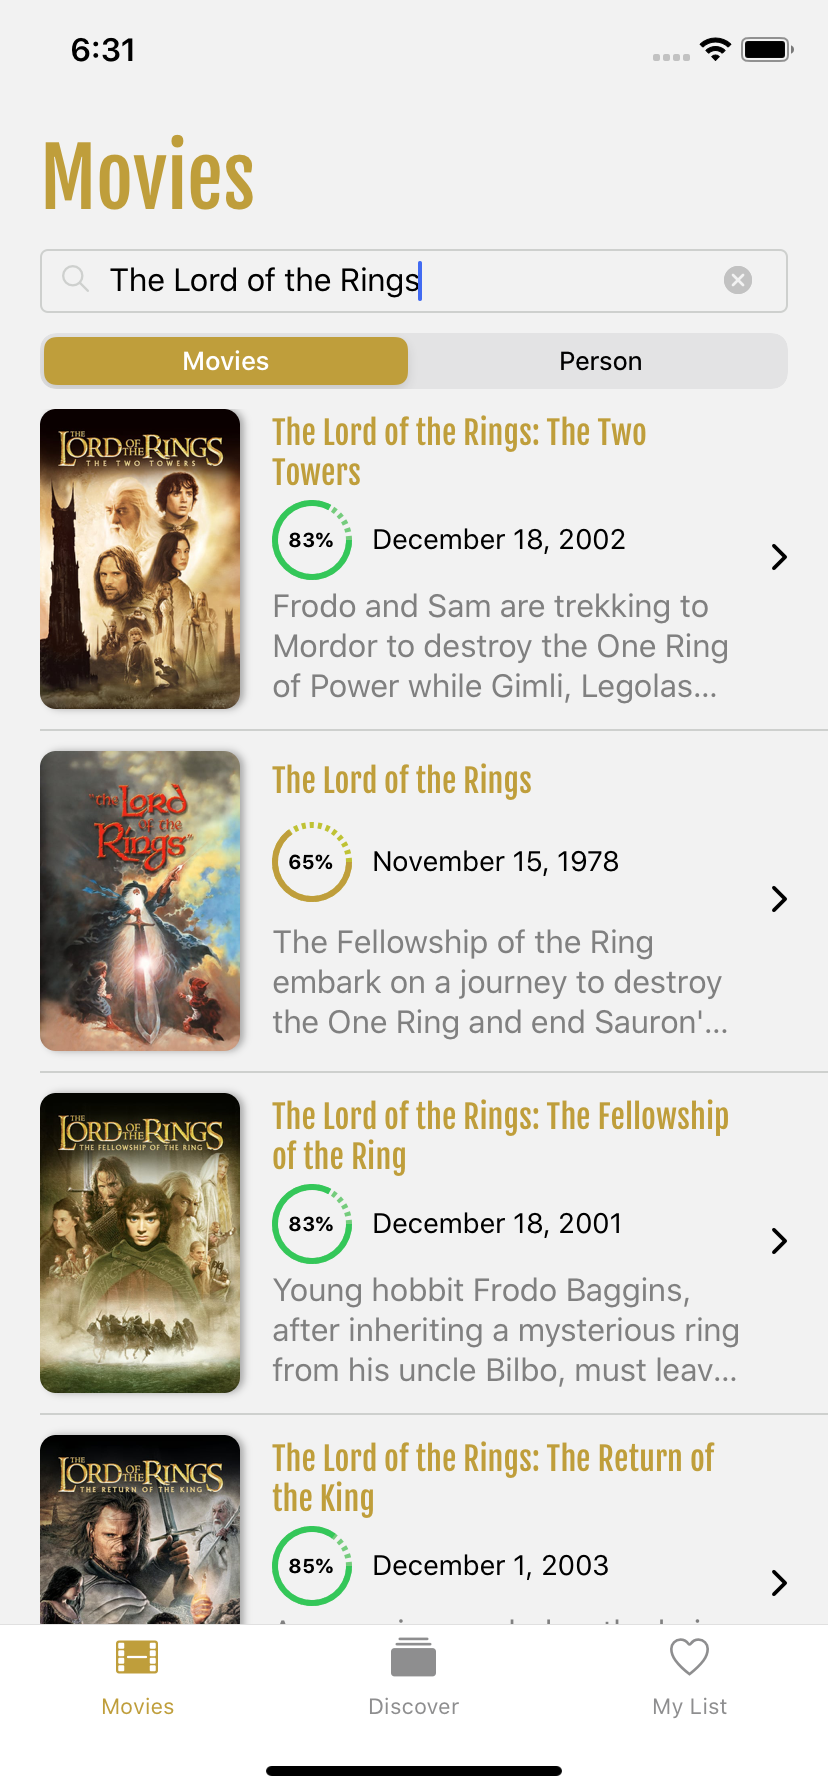 6:31
Movies
The Lord of the Rings
Movies
Person
THE
LORD OF THE RINGS
THE TWO TOWERS
The Lord of the Rings: The Two
Towers
83%
December 18, 2002
Frodo and Sam are trekking to
Mordor to destroy the One Ring
of Power while Gimli, Legolas...
"the Lord
of the
Rings"
The Lord of the Rings
65%
November 15, 1978
The Fellowship of the Ring
embark on a journey to destroy
the One Ring and end Sauron'...
THE
LORD OF THE RINGS
THE FELLOWSHIP OF THE RING
The Lord of the Rings: The Fellowship
of the Ring
83%
December 18, 2001
Young hobbit Frodo Baggins,
after inheriting a mysterious ring
from his uncle Bilbo, must leav...
THE
LORD OF THE RINGS
THE RETURN OF THE KING
The Lord of the Rings: The Return of
the King
85%
December 1, 2003
Movies
Discover
My List